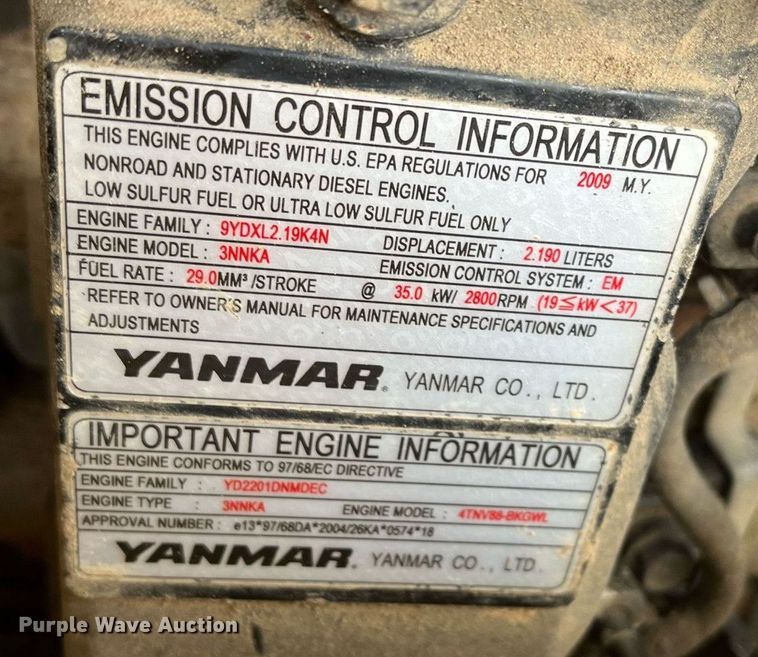 EMISSION CONTROL INFORMATION
THIS ENGINE COMPLIES WITH U.S. EPA REGULATIONS FOR 2009 M.Y.
NONROAD AND STATIONARY DIESEL ENGINES.
LOW SULFUR FUEL OR ULTRA LOW SULFUR FUEL ONLY
ENGINE FAMILY : 9YDXL2.19K4N DISPLACEMENT : 2.190 LITERS
ENGINE MODEL : 3NNKA EMISSION CONTROL SYSTEM : EM
FUEL RATE : 29.0MM³/STROKE @ 35.0 kW/ 2800RPM (19≦kW<37)
REFER TO OWNER'S MANUAL FOR MAINTENANCE SPECIFICATIONS AND
ADJUSTMENTS
YANMAR® YANMAR CO., LTD.
IMPORTANT ENGINE INFORMATION
THIS ENGINE CONFORMS TO 97/68/EC DIRECTIVE
ENGINE FAMILY : YD2201DNMDEC
ENGINE TYPE : 3NNKA ENGINE MODEL : 4TNV88-BKGWL
APPROVAL NUMBER : e13*97/68DA*2004/26KA*0574*18
YANMAR® YANMAR CO., LTD.
Purple Wave Auction